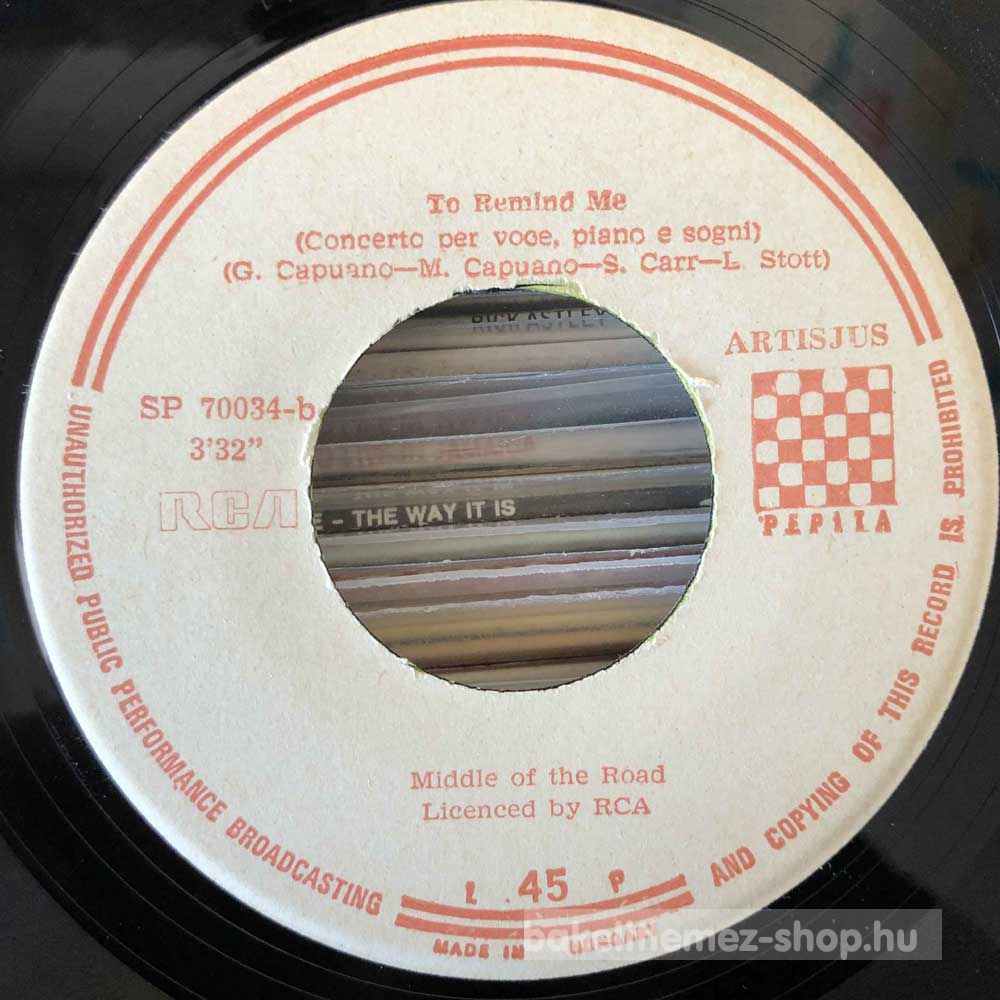 To Remind Me
(Concerto per voce, piano e sogni)
(G. Capuano—M. Capuano—S. Carr—L. Stott)
RICK ASTLEY
ARTISJUS
SP 70034-b
3'32"
RCA
PEPITA
- THE WAY IT IS
Middle of the Road
Licenced by RCA
45
UNAUTHORIZED PUBLIC PERFORMANCE BROADCASTING AND COPYING OF THIS RECORD IS PROHIBITED
MADE IN
bakelitlemez-shop.hu